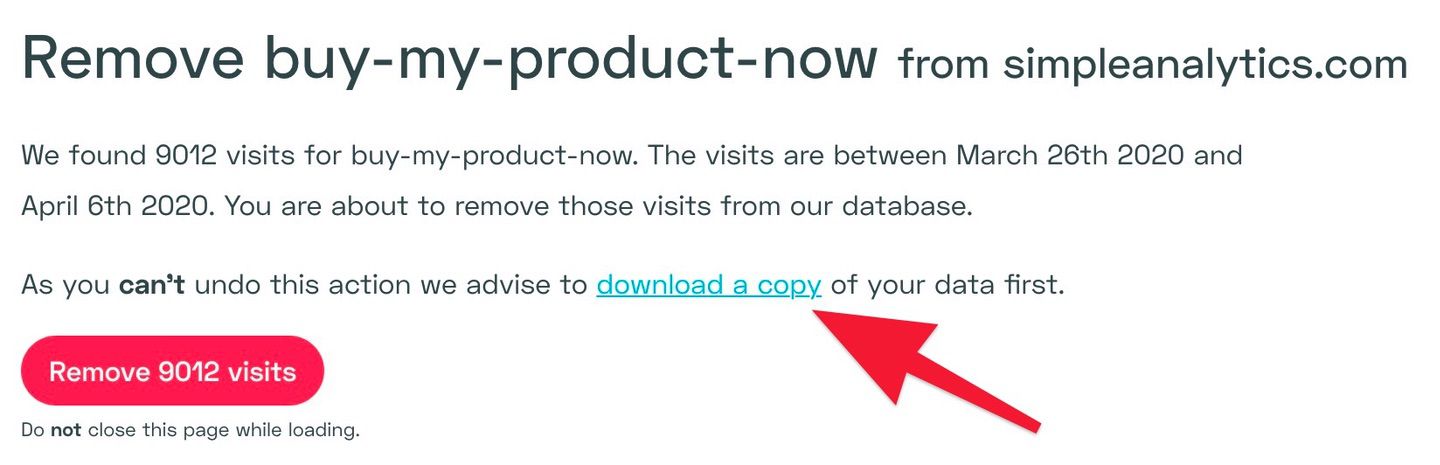 Remove buy-my-product-now from simpleanalytics.com
We found 9012 visits for buy-my-product-now. The visits are between March 26th 2020 and
April 6th 2020. You are about to remove those visits from our database.
As you can’t undo this action we advise to download a copy of your data first.
Remove 9012 visits
Do not close this page while loading.